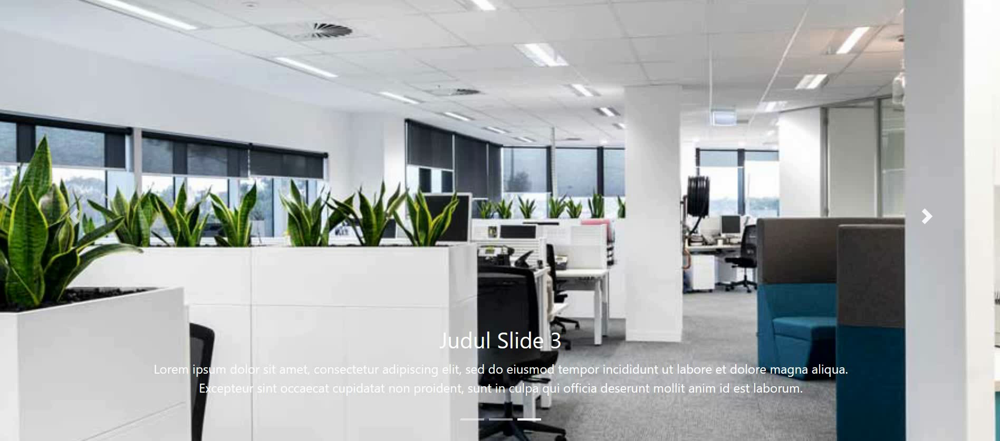 Judul Slide 3
Lorem ipsum dolor sit amet, consectetur adipiscing elit, sed do eiusmod tempor incididunt ut labore et dolore magna aliqua.
Excepteur sint occaecat cupidatat non proident, sunt in culpa qui officia deserunt mollit anim id est laborum.